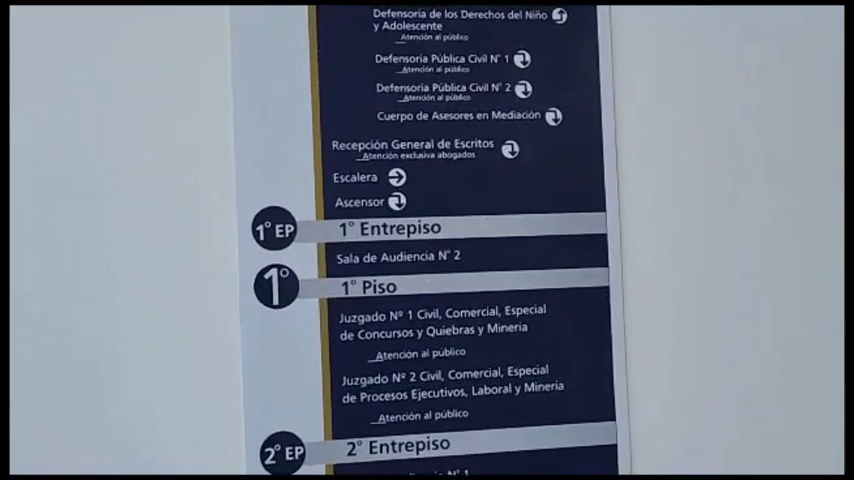 Defensoría de los Derechos del Niño
y Adolescente
Atención al público
Defensoría Pública Civil N° 1
Atención al público
Defensoría Pública Civil N° 2
Atención al público
Cuerpo de Asesores en Mediación
Recepción General de Escritos
Atención exclusiva abogados
Escalera
Ascensor
1° EP 1° Entrepiso
Sala de Audiencia N° 2
1° 1° Piso
Juzgado Nº 1 Civil, Comercial, Especial
de Concursos y Quiebras y Minería
Atención al público
Juzgado Nº 2 Civil, Comercial, Especial
de Procesos Ejecutivos, Laboral y Minería
Atención al público
2° EP 2° Entrepiso
N° 1